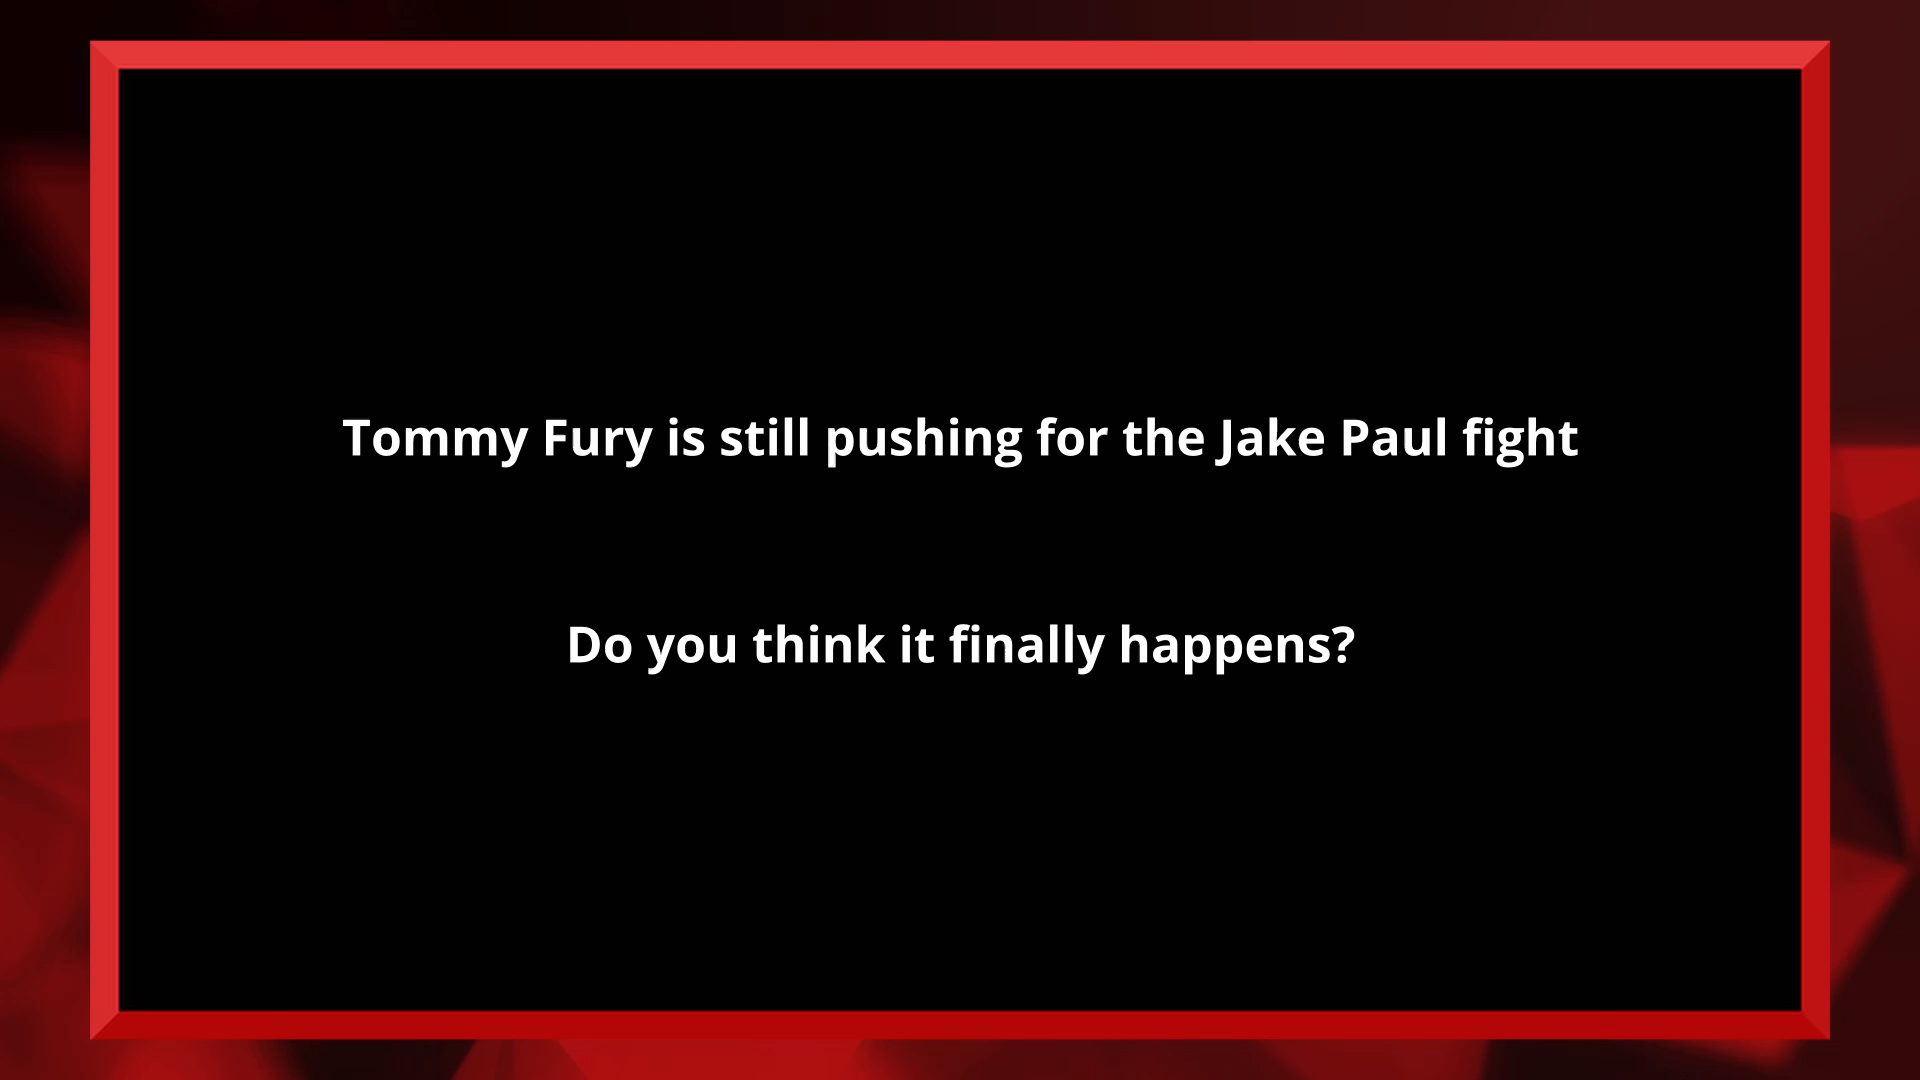 Tommy Fury is still pushing for the Jake Paul fight
Do you think it finally happens?